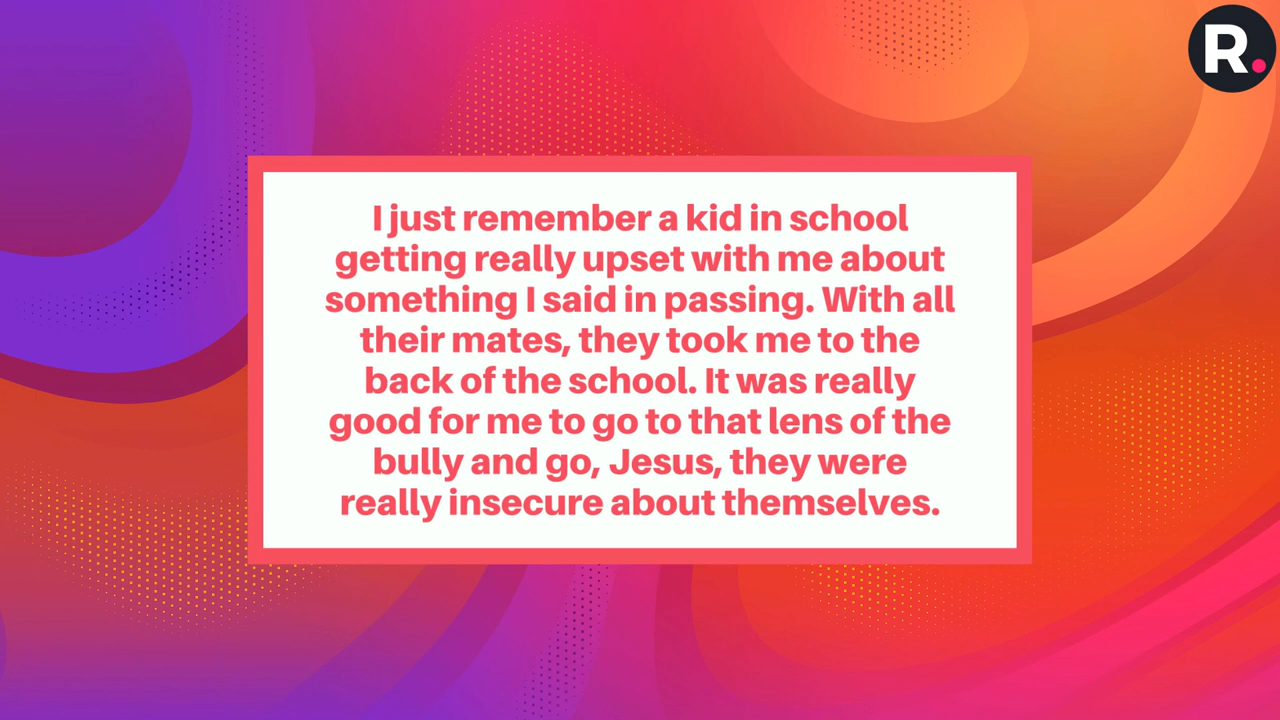 R.
I just remember a kid in school
getting really upset with me about
something I said in passing. With all
their mates, they took me to the
back of the school. It was really
good for me to go to that lens of the
bully and go, Jesus, they were
really insecure about themselves.